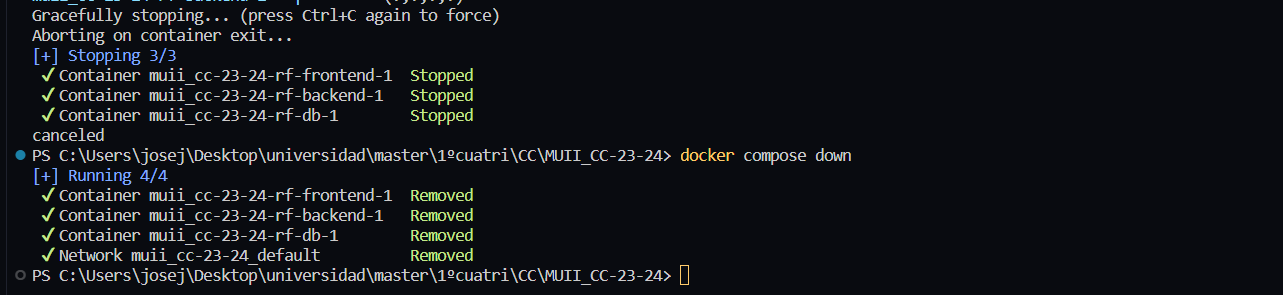 Gracefully stopping... (press Ctrl+C again to force)
Aborting on container exit...
[+] Stopping 3/3
✔ Container muii_cc-23-24-rf-frontend-1 Stopped
✔ Container muii_cc-23-24-rf-backend-1 Stopped
✔ Container muii_cc-23-24-rf-db-1 Stopped
canceled
PS C:\Users\josej\Desktop\universidad\master\1ºcuatri\CC\MUII_CC-23-24> docker compose down
[+] Running 4/4
✔ Container muii_cc-23-24-rf-frontend-1 Removed
✔ Container muii_cc-23-24-rf-backend-1 Removed
✔ Container muii_cc-23-24-rf-db-1 Removed
✔ Network muii_cc-23-24_default Removed
PS C:\Users\josej\Desktop\universidad\master\1ºcuatri\CC\MUII_CC-23-24>